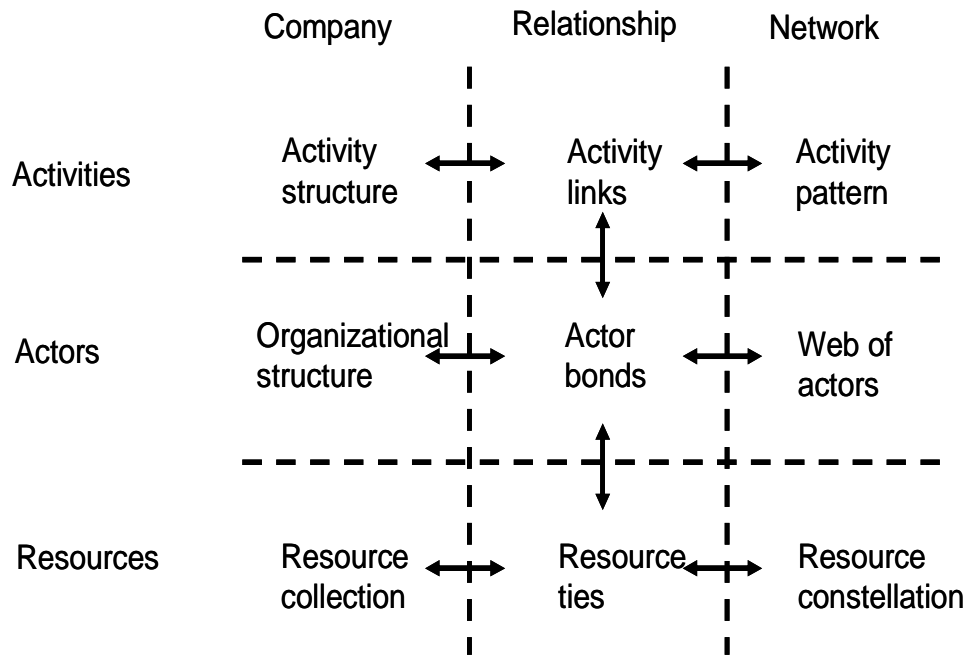 Company Relationship Network
Activities
Activity
structure
Activity
links
Activity
pattern
Actors
Organizational
structure
Actor
bonds
Web of
actors
Resources
Resource
collection
Resource
ties
Resource
constellation